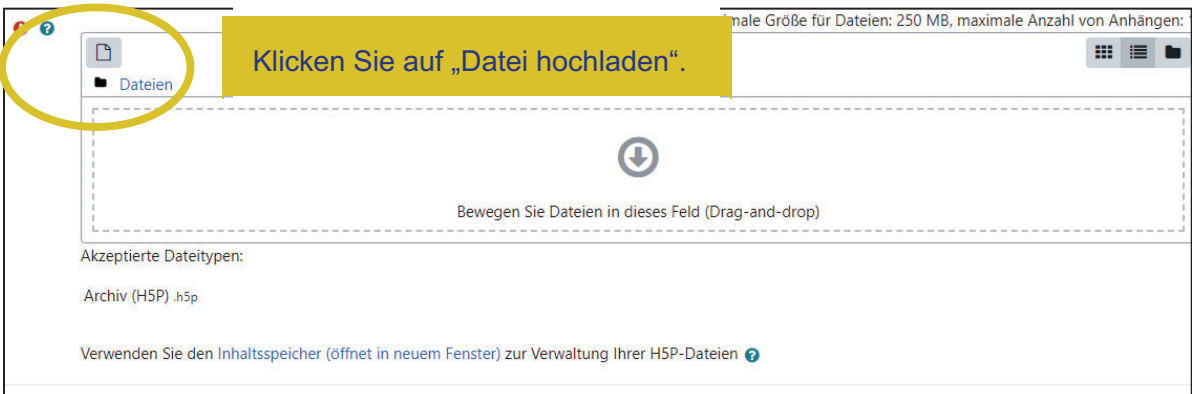 male Größe für Dateien: 250 MB, maximale Anzahl von Anhängen:
Klicken Sie auf „Datei hochladen“.
Dateien
Bewegen Sie Dateien in dieses Feld (Drag-and-drop)
Akzeptierte Dateitypen:
Archiv (H5P) .h5p
Verwenden Sie den Inhaltsspeicher (öffnet in neuem Fenster) zur Verwaltung Ihrer H5P-Dateien